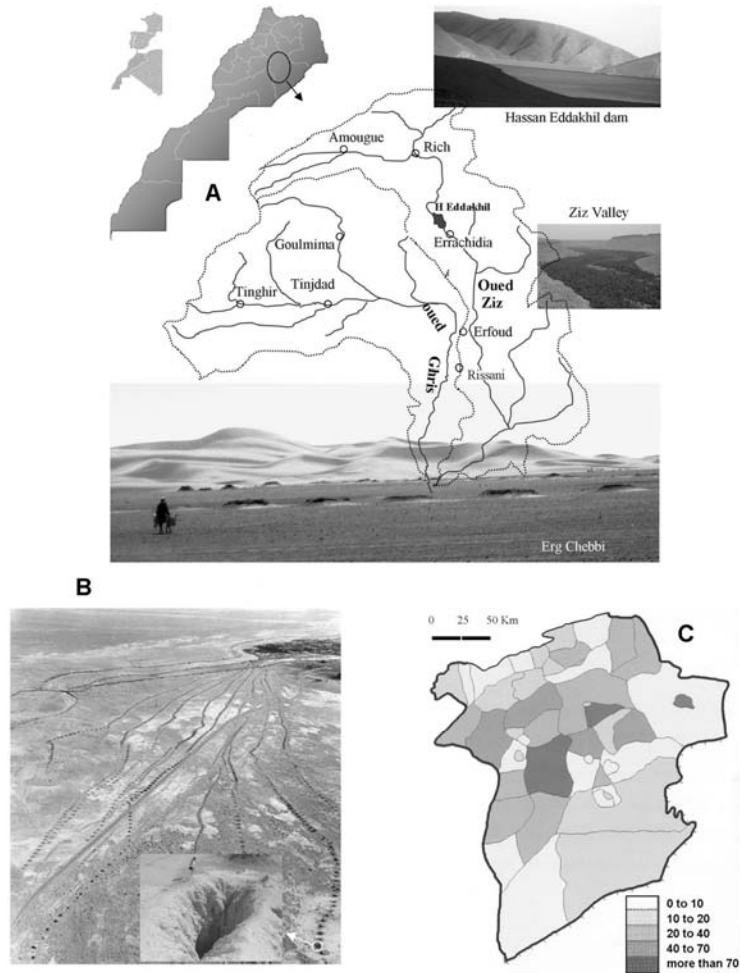 Hassan Eddakhil dam
Amougue
Rich
A
H Eddakhil
Ziz Valley
Errachidia
Goulmima
Oued
Ziz
Tinghir
Tinjdad
oued
Erfoud
Ghris
Rissani
Erg Chebbi
B
0 25 50 Km
C
0 to 10
10 to 20
20 to 40
40 to 70
more than 70